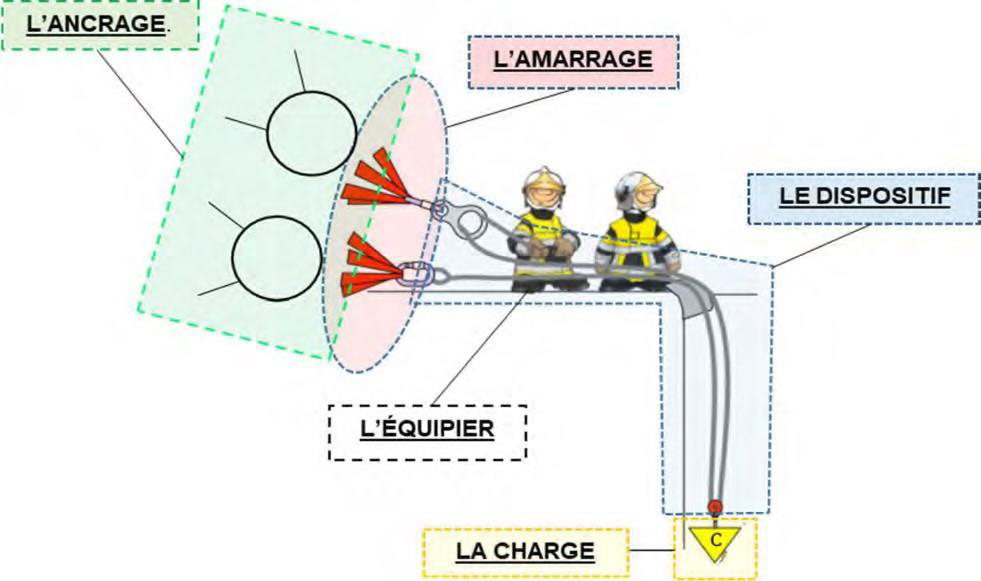 L'ANCRAGE.
L'AMARRAGE
LE DISPOSITIF
L'ÉQUIPIER
LA CHARGE
C